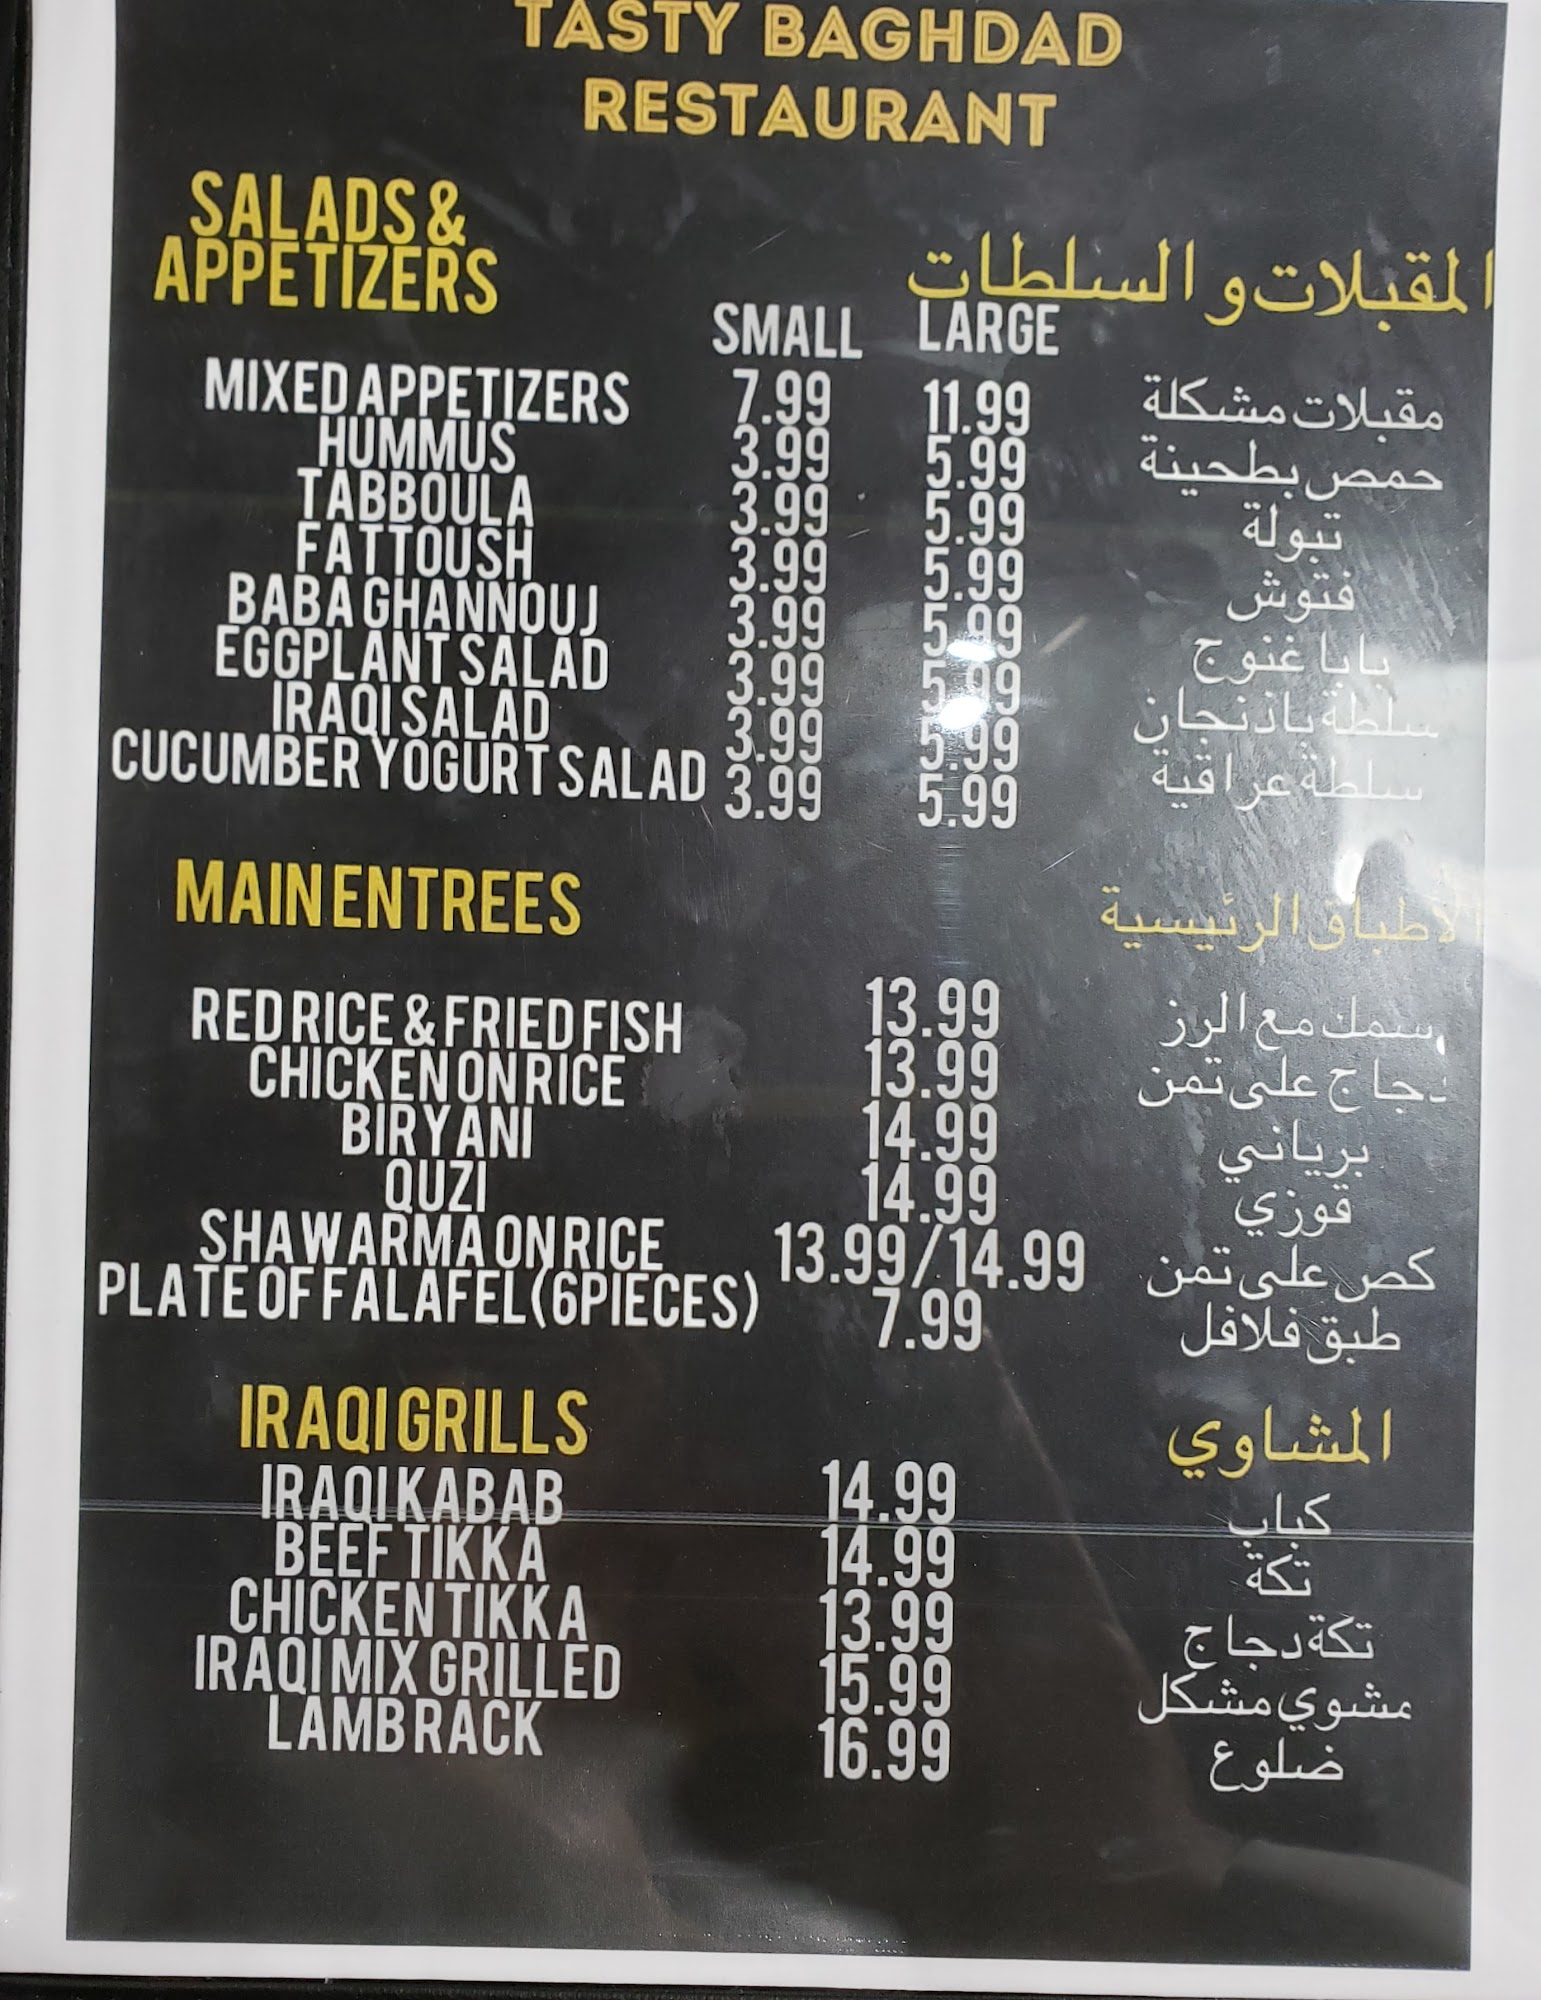 TASTY BAGHDAD
RESTAURANT
SALADS &
APPETIZERS
المقبلات و السلطات
SMALL LARGE
MIXED APPETIZERS 7.99 11.99 مقبلات مشكلة
HUMMUS 3.99 5.99 حمص بطحينة
TABBOULA 3.99 5.99 تبولة
FATTOUSH 3.99 5.99 فتوش
BABA GHANNOUJ 3.99 5.99 بابا غنوج
EGGPLANT SALAD 3.99 5.99 سلطة باذنجان
IRAQI SALAD 3.99 5.99 سلطة عراقية
CUCUMBER YOGURT SALAD 3.99 5.99
MAIN ENTREES الأطباق الرئيسية
RED RICE & FRIED FISH 13.99 سمك مع الرز
CHICKEN ON RICE 13.99 دجاج على تمن
BIRYANI 14.99 برياني
QUZI 14.99 قوزي
SHAWARMA ON RICE 13.99/14.99 كص على تمن
PLATE OF FALAFEL (6 PIECES) 7.99 طبق فلافل
IRAQI GRILLS المشاوي
IRAQI KABAB 14.99 كباب
BEEF TIKKA 14.99 تكة
CHICKEN TIKKA 13.99 تكة دجاج
IRAQI MIX GRILLED 15.99 مشوي مشكل
LAMB RACK 16.99 ضلوع